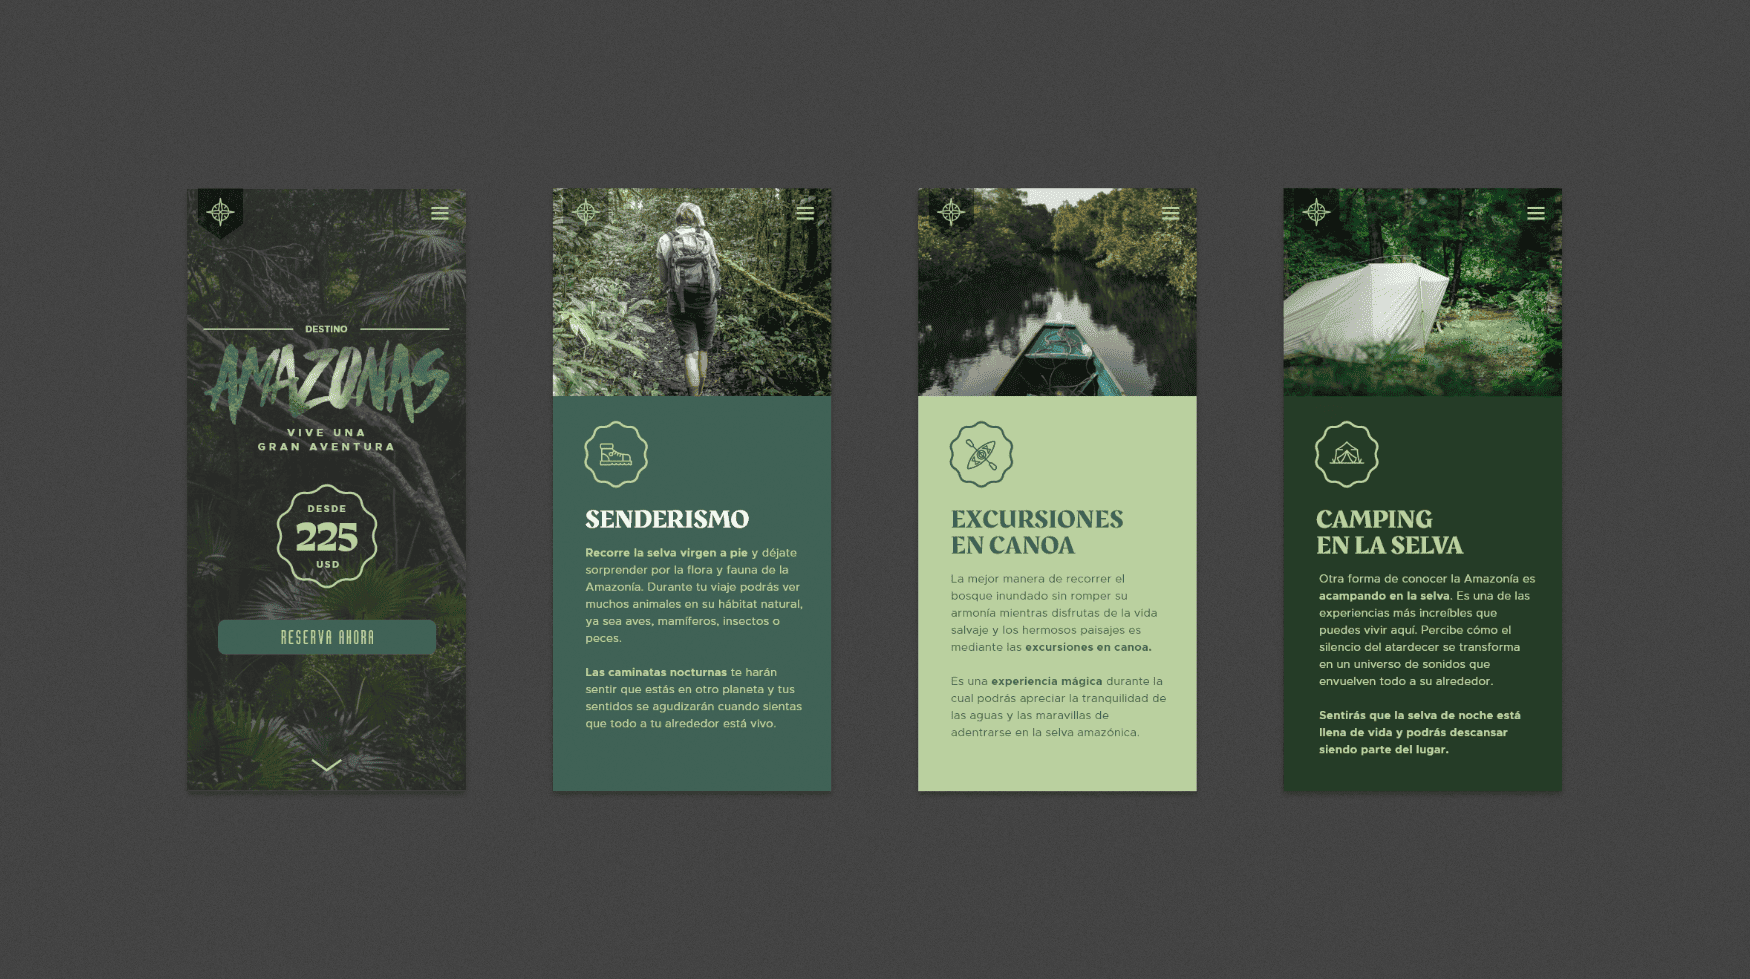 DESTINO
AMAZONAS
VIVE UNA
GRAN AVENTURA
DESDE
225
USD
RESERVA AHORA
SENDERISMO
Recorre la selva virgen a pie y déjate
sorprender por la flora y fauna de la
Amazonía. Durante tu viaje podrás ver
muchos animales en su hábitat natural,
ya sea aves, mamíferos, insectos o
peces.
Las caminatas nocturnas te harán
sentir que estás en otro planeta y tus
sentidos se agudizarán cuando sientas
que todo a tu alrededor está vivo.
EXCURSIONES
EN CANOA
La mejor manera de recorrer el
bosque inundado sin romper su
armonía mientras disfrutas de la vida
salvaje y los hermosos paisajes es
mediante las excursiones en canoa.
Es una experiencia mágica durante la
cual podrás apreciar la tranquilidad de
las aguas y las maravillas de
adentrarse en la selva amazónica.
CAMPING
EN LA SELVA
Otra forma de conocer la Amazonía es
acampando en la selva. Es una de las
experiencias más increíbles que
puedes vivir aquí. Percibe cómo el
silencio del atardecer se transforma
en un universo de sonidos que
envuelven todo a su alrededor.
Sentirás que la selva de noche está
llena de vida y podrás descansar
siendo parte del lugar.